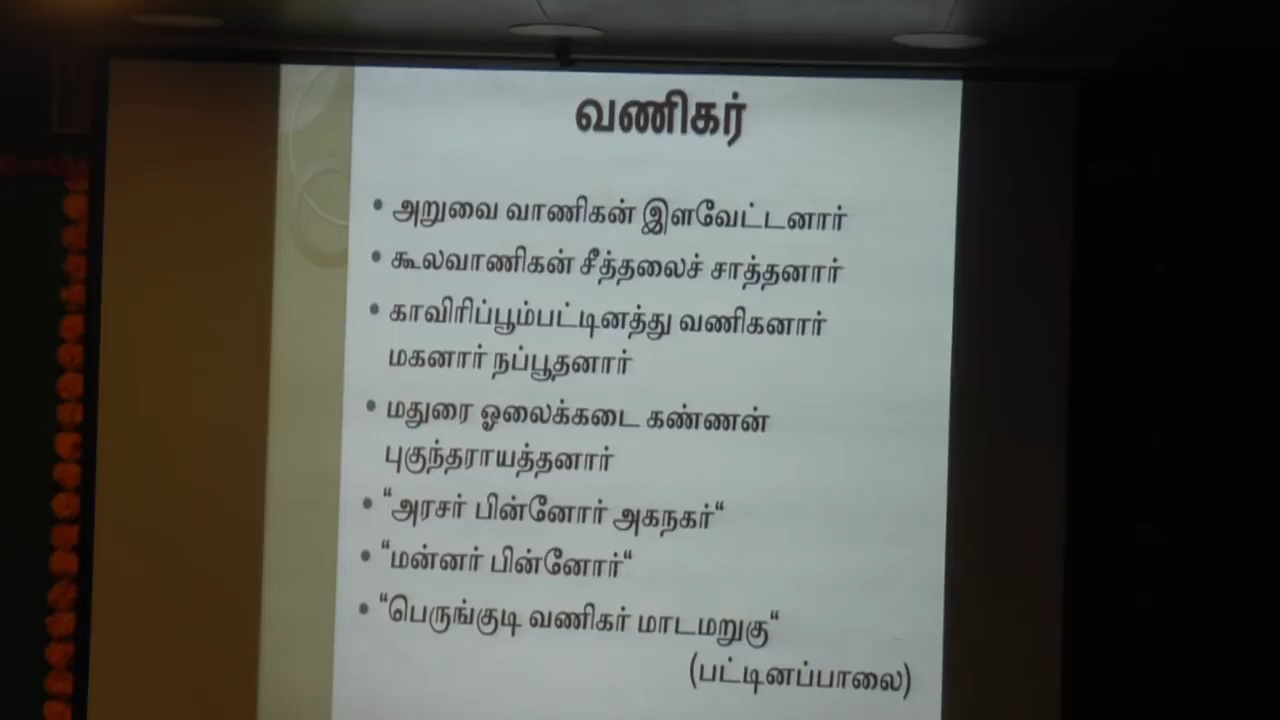 வணிகர்
• அறுவை வாணிகன் இளவேட்டனார்
• கூலவாணிகன் சீத்தலைச் சாத்தனார்
• காவிரிப்பூம்பட்டினத்து வணிகனார்
மகனார் நப்பூதனார்
• மதுரை ஓலைக்கடை கண்ணன்
புகுந்தராயத்தனார்
• “அரசர் பின்னோர் அகநகர்“
• “மன்னர் பின்னோர்“
• “பெருங்குடி வணிகர் மாடமறுகு“
(பட்டினப்பாலை)